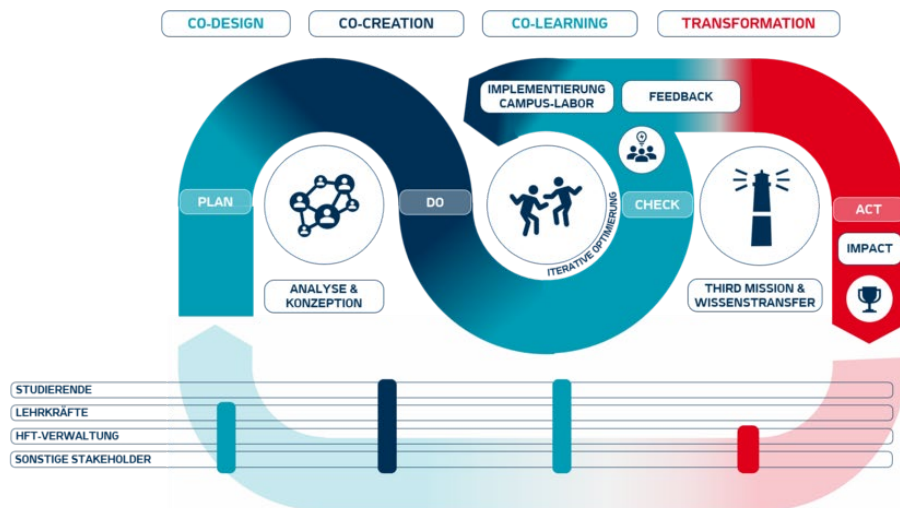 CO-DESIGN
CO-CREATION
CO-LEARNING
TRANSFORMATION
IMPLEMENTIERUNG
CAMPUS-LABOR
FEEDBACK
PLAN
DO
ITERATIVE OPTIMIERUNG
CHECK
ACT
IMPACT
ANALYSE &
KONZEPTION
THIRD MISSION &
WISSENSTRANSFER
STUDIERENDE
LEHRKRÄFTE
HFT-VERWALTUNG
SONSTIGE STAKEHOLDER